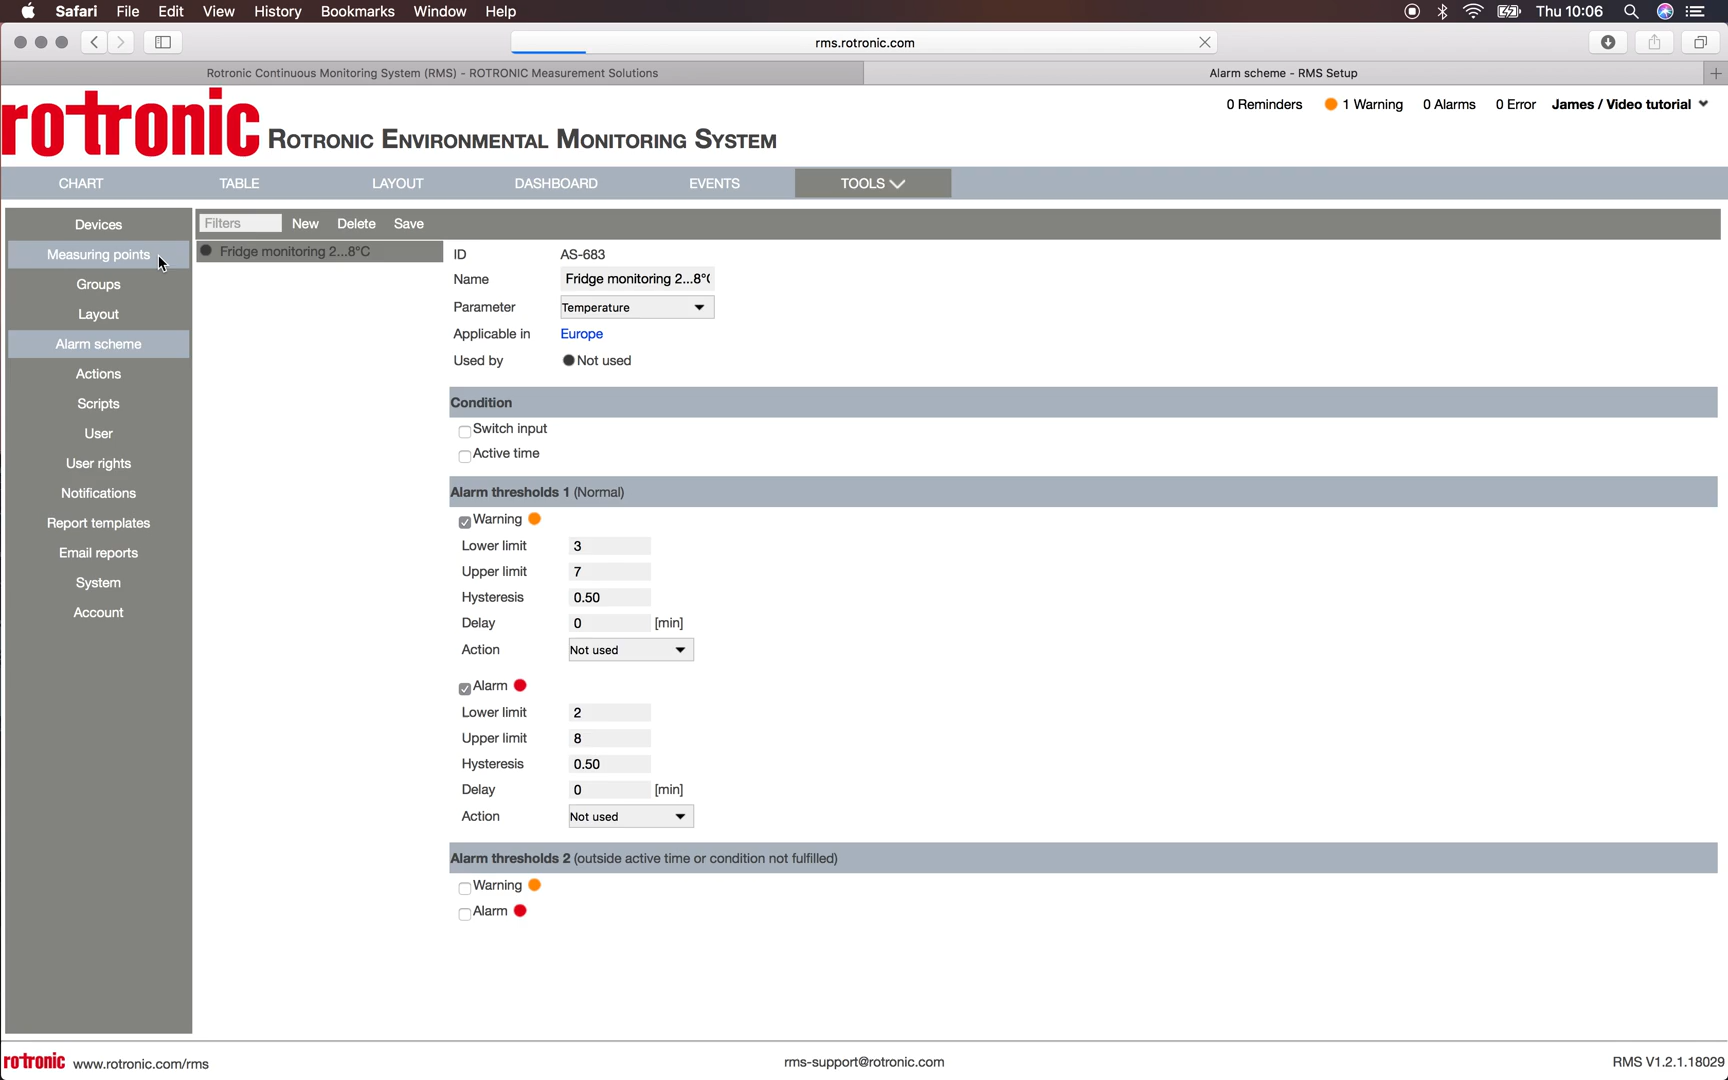 Safari File Edit View History Bookmarks Window Help Thu 10:06
rms.rotronic.com
Rotronic Continuous Monitoring System (RMS) - ROTRONIC Measurement Solutions
Alarm scheme - RMS Setup
rotronic ROTRONIC ENVIRONMENTAL MONITORING SYSTEM
0 Reminders 1 Warning 0 Alarms 0 Error James / Video tutorial
CHART TABLE LAYOUT DASHBOARD EVENTS TOOLS
Devices
Measuring points
Groups
Layout
Alarm scheme
Actions
Scripts
User
User rights
Notifications
Report templates
Email reports
System
Account
Filters New Delete Save
Fridge monitoring 2...8°C
ID AS-683
Name Fridge monitoring 2...8°(
Parameter Temperature
Applicable in Europe
Used by Not used
Condition
Switch input
Active time
Alarm thresholds 1 (Normal)
Warning
Lower limit 3
Upper limit 7
Hysteresis 0.50
Delay 0 [min]
Action Not used
Alarm
Lower limit 2
Upper limit 8
Hysteresis 0.50
Delay 0 [min]
Action Not used
Alarm thresholds 2 (outside active time or condition not fulfilled)
Warning
Alarm
rotronic www.rotronic.com/rms
rms-support@rotronic.com
RMS V1.2.1.18029